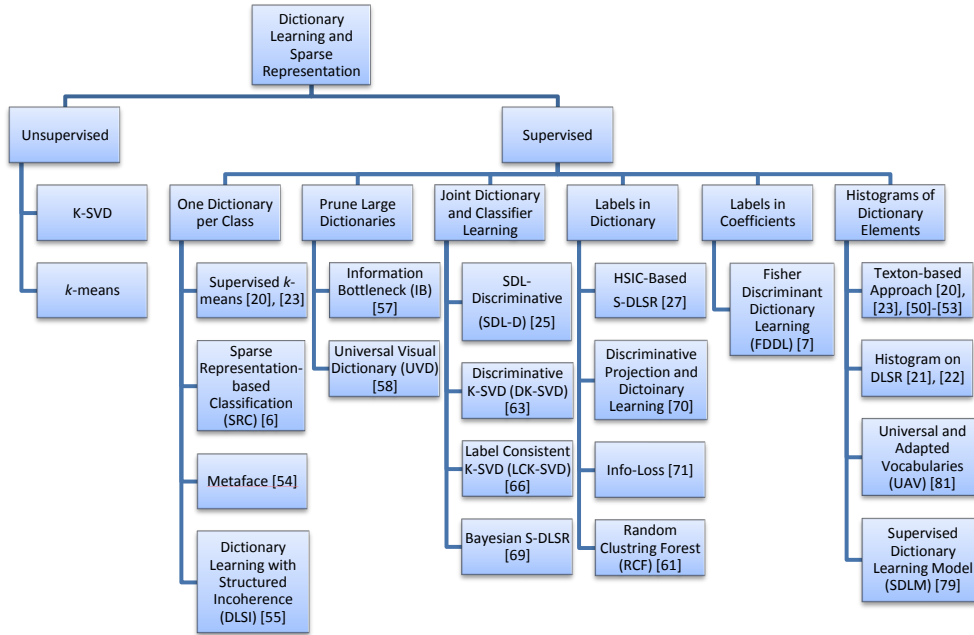 Dictionary
Learning and
Sparse
Representation
Unsupervised
Supervised
K-SVD
k-means
One Dictionary
per Class
Prune Large
Dictionaries
Joint Dictionary
and Classifier
Learning
Labels in
Dictionary
Labels in
Coefficients
Histograms of
Dictionary
Elements
Supervised k-
means [20], [23]
Sparse
Representation-
based
Classification
(SRC) [6]
Metaface [54]
Dictionary
Learning with
Structured
Incoherence
(DLSI) [55]
Information
Bottleneck (IB)
[57]
Universal Visual
Dictionary (UVD)
[58]
SDL-
Discriminative
(SDL-D) [25]
Discriminative
K-SVD (DK-SVD)
[63]
Label Consistent
K-SVD (LCK-SVD)
[66]
Bayesian S-DLSR
[69]
HSIC-Based
S-DLSR [27]
Discriminative
Projection and
Dictoinary
Learning [70]
Info-Loss [71]
Random
Clustring Forest
(RCF) [61]
Fisher
Discriminant
Dictionary
Learning
(FDDL) [7]
Texton-based
Approach [20],
[23], [50]-[53]
Histogram on
DLSR [21], [22]
Universal and
Adapted
Vocabularies
(UAV) [81]
Supervised
Dictionary
Learning Model
(SDLM) [79]